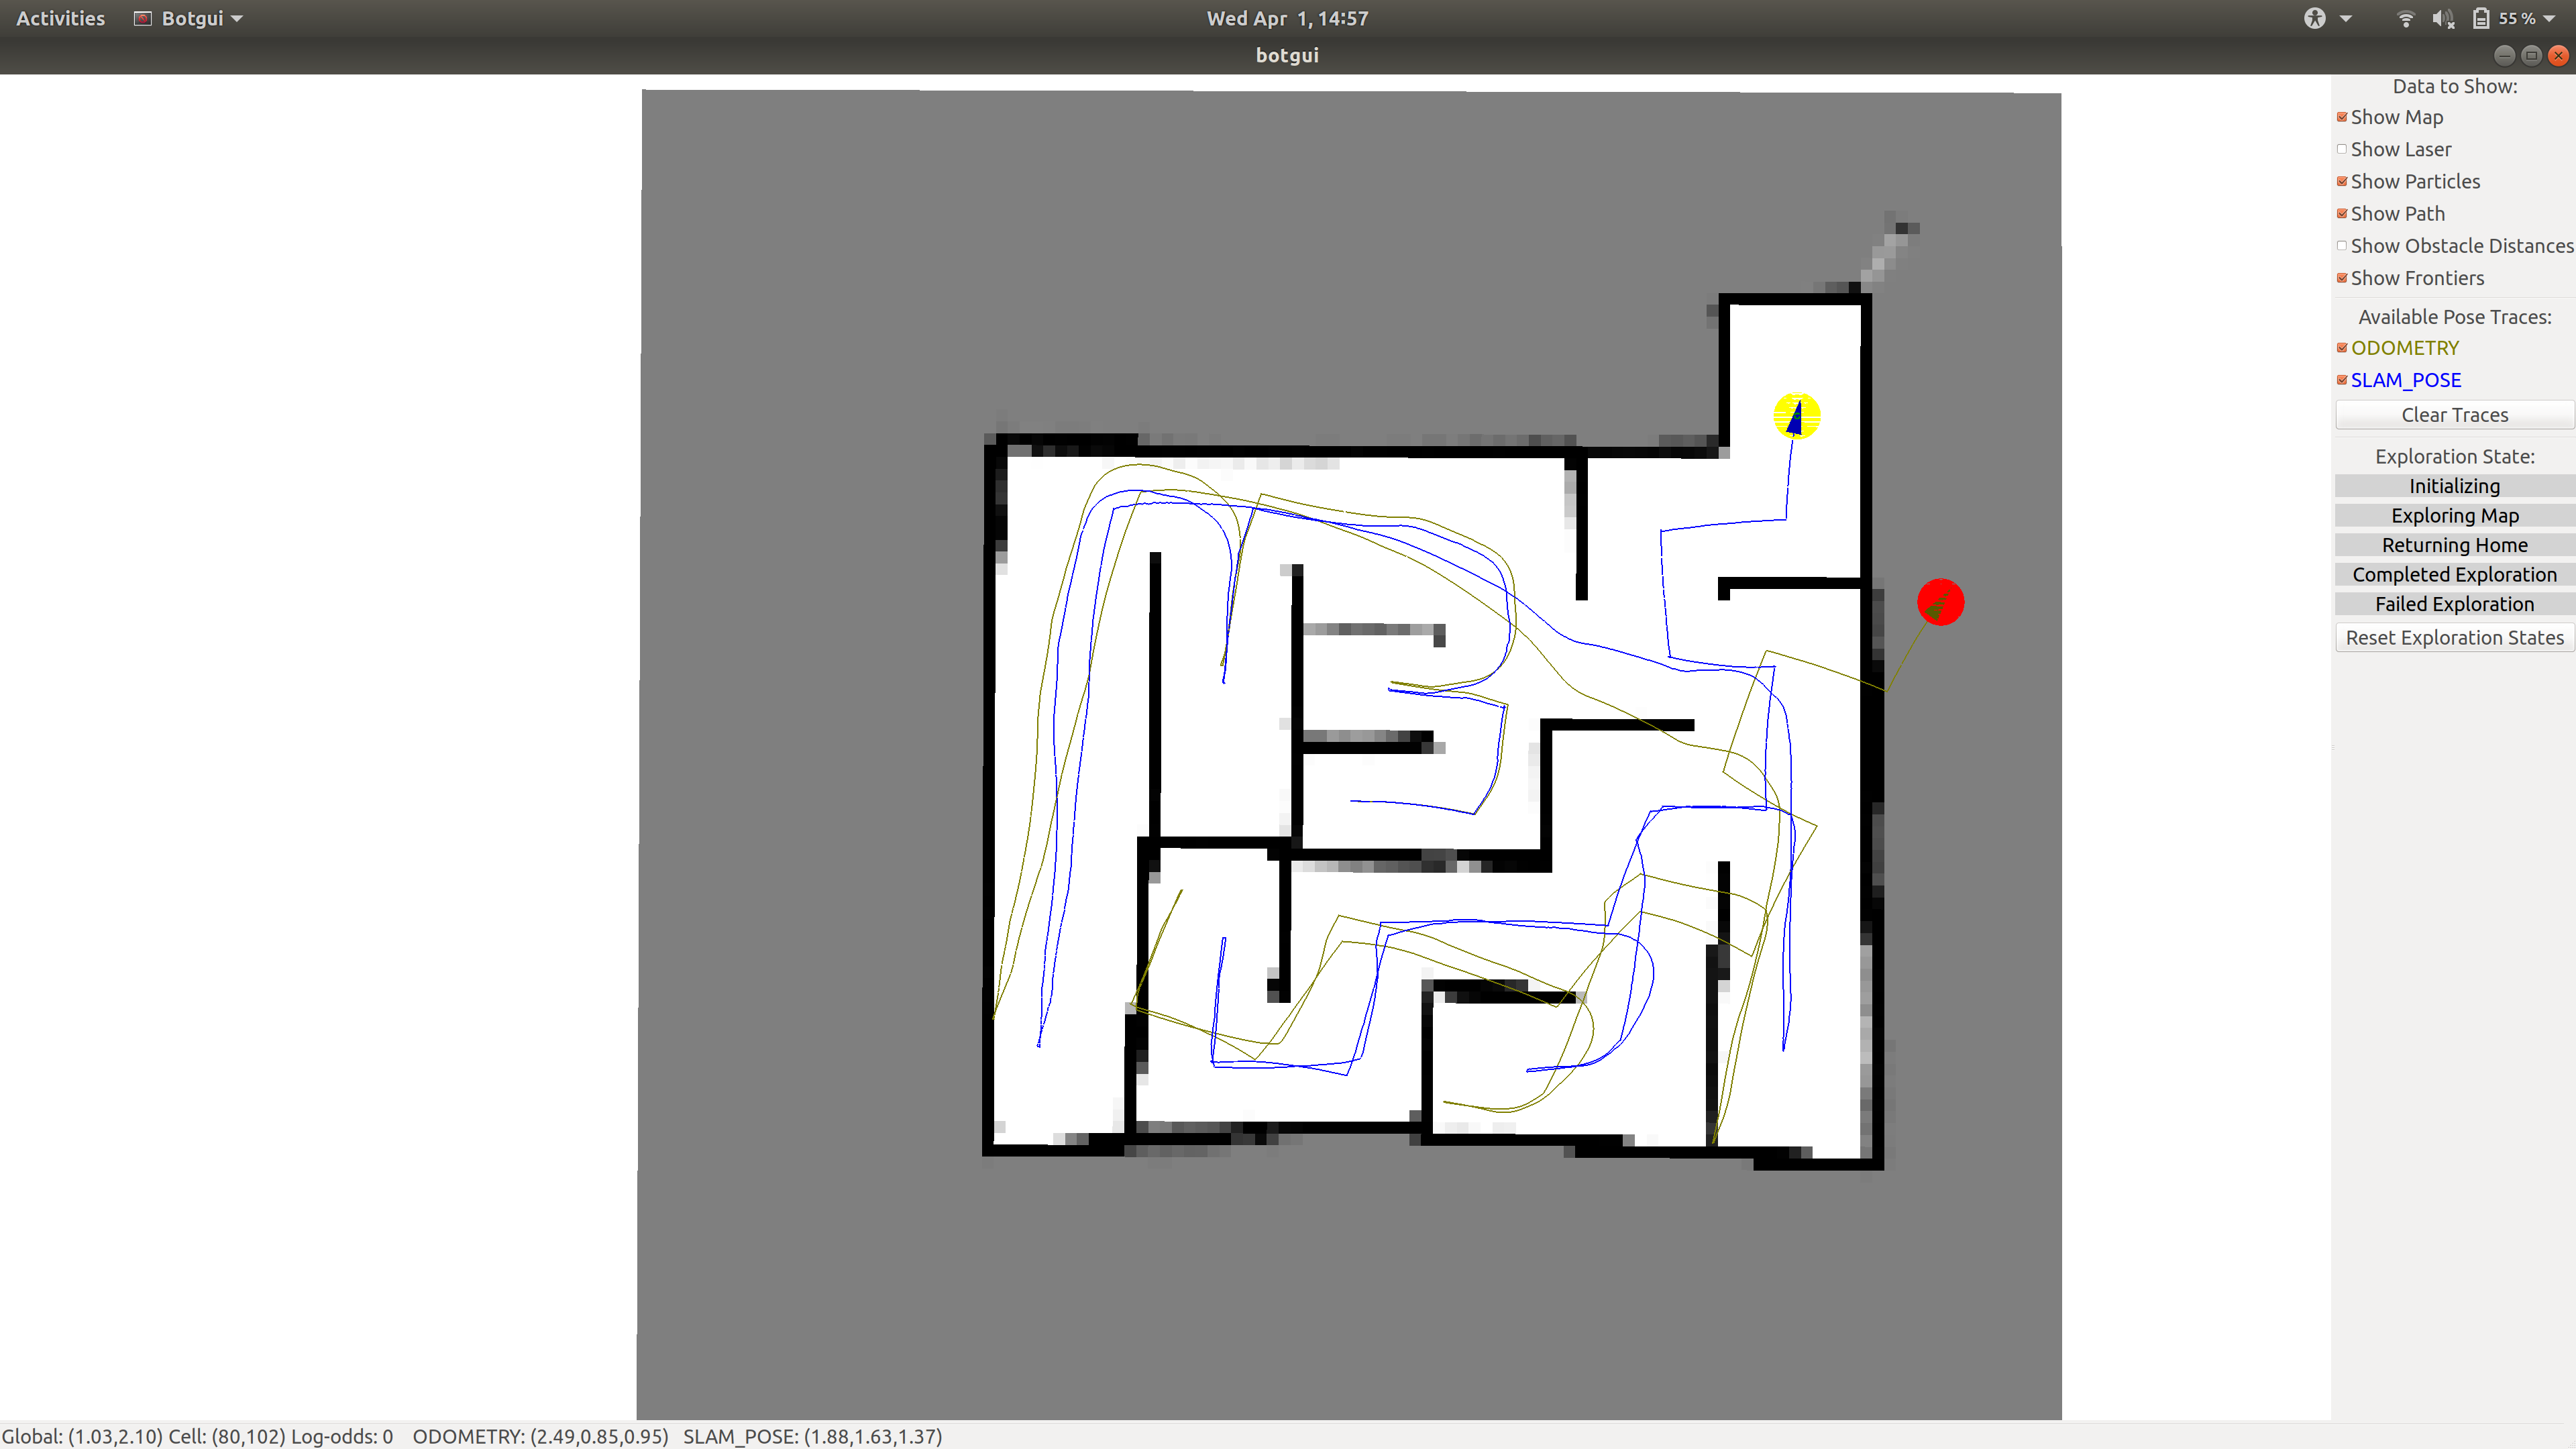 Activities Botgui Wed Apr 1, 14:57 55 %
botgui
Data to Show:
Show Map
Show Laser
Show Particles
Show Path
Show Obstacle Distances
Show Frontiers
Available Pose Traces:
ODOMETRY
SLAM_POSE
Clear Traces
Exploration State:
Initializing
Exploring Map
Returning Home
Completed Exploration
Failed Exploration
Reset Exploration States
Global: (1.03,2.10) Cell: (80,102) Log-odds: 0 ODOMETRY: (2.49,0.85,0.95) SLAM_POSE: (1.88,1.63,1.37)